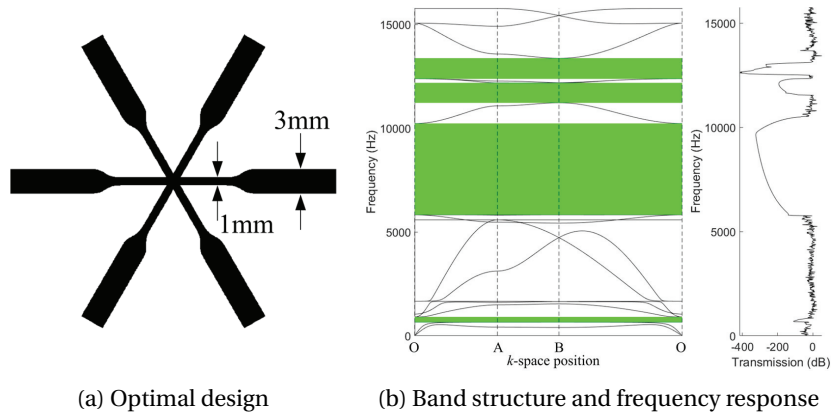 3mm
1mm
(a) Optimal design
15000
10000
5000
0
Frequency (Hz)
O A B O
k-space position
15000
10000
5000
0
Frequency (Hz)
-400 -200 0
Transmission (dB)
(b) Band structure and frequency response